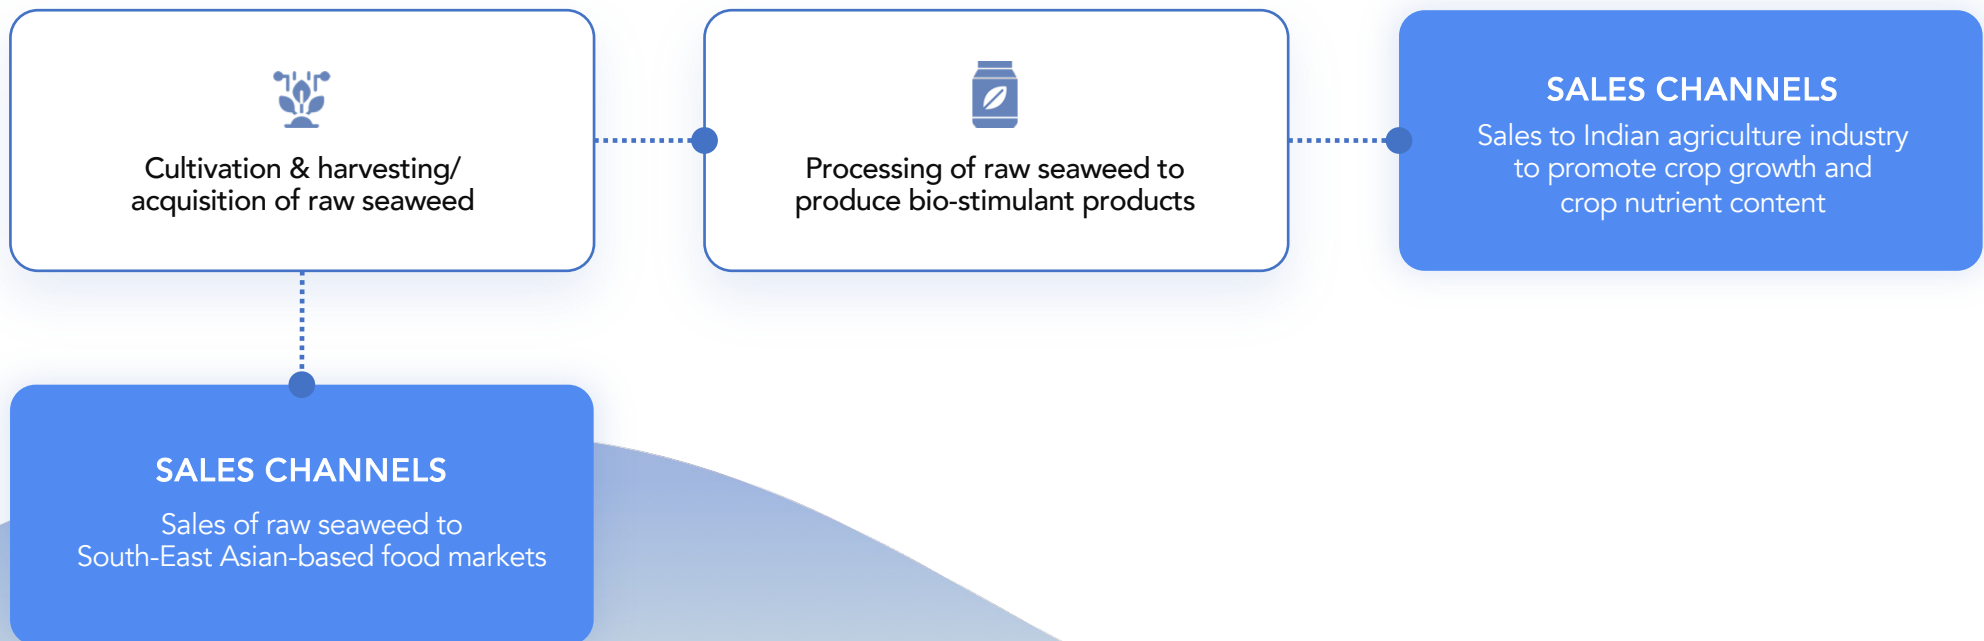 Cultivation & harvesting/
acquisition of raw seaweed
Processing of raw seaweed to
produce bio-stimulant products
SALES CHANNELS
Sales to Indian agriculture industry
to promote crop growth and
crop nutrient content
SALES CHANNELS
Sales of raw seaweed to
South-East Asian-based food markets